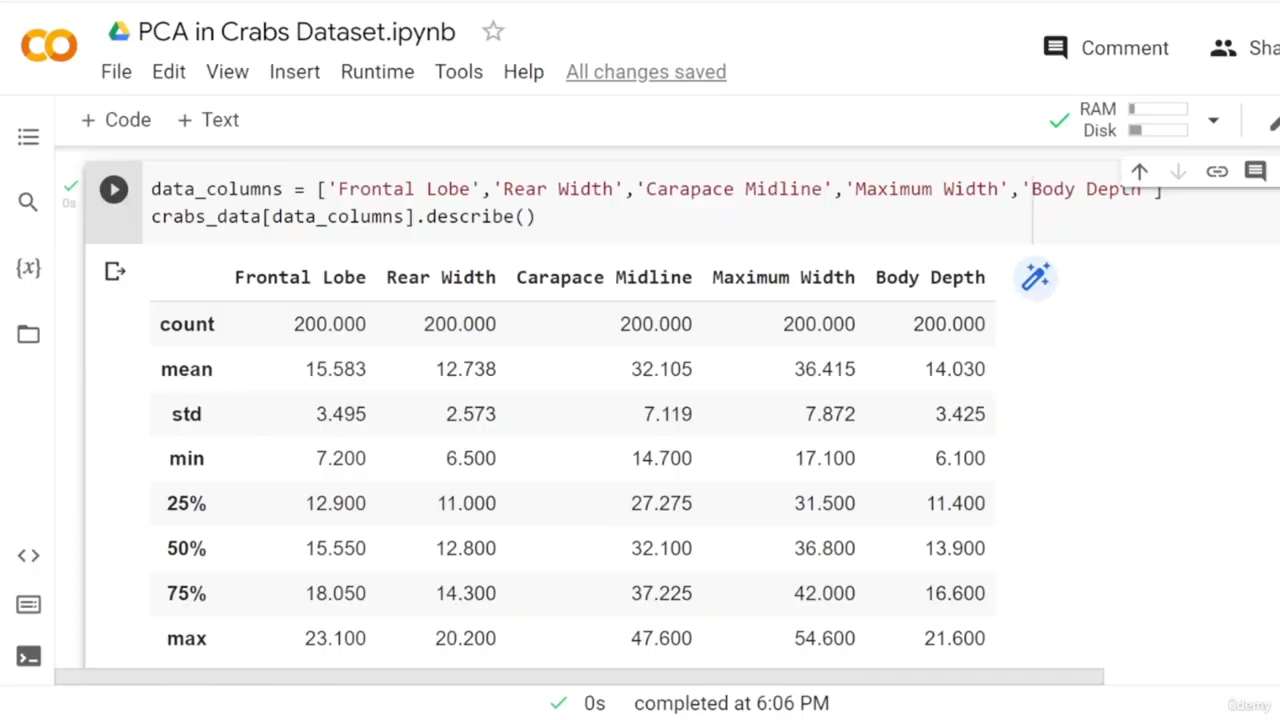 PCA in Crabs Dataset.ipynb
File Edit View Insert Runtime Tools Help All changes saved
Comment
+ Code + Text
RAM
Disk
0s
data_columns = ['Frontal Lobe','Rear Width','Carapace Midline','Maximum Width','Body Depth']
crabs_data[data_columns].describe()
{x}
Frontal Lobe Rear Width Carapace Midline Maximum Width Body Depth
count 200.000 200.000 200.000 200.000 200.000
mean 15.583 12.738 32.105 36.415 14.030
std 3.495 2.573 7.119 7.872 3.425
min 7.200 6.500 14.700 17.100 6.100
25% 12.900 11.000 27.275 31.500 11.400
50% 15.550 12.800 32.100 36.800 13.900
75% 18.050 14.300 37.225 42.000 16.600
max 23.100 20.200 47.600 54.600 21.600
0s completed at 6:06 PM
ûdemy